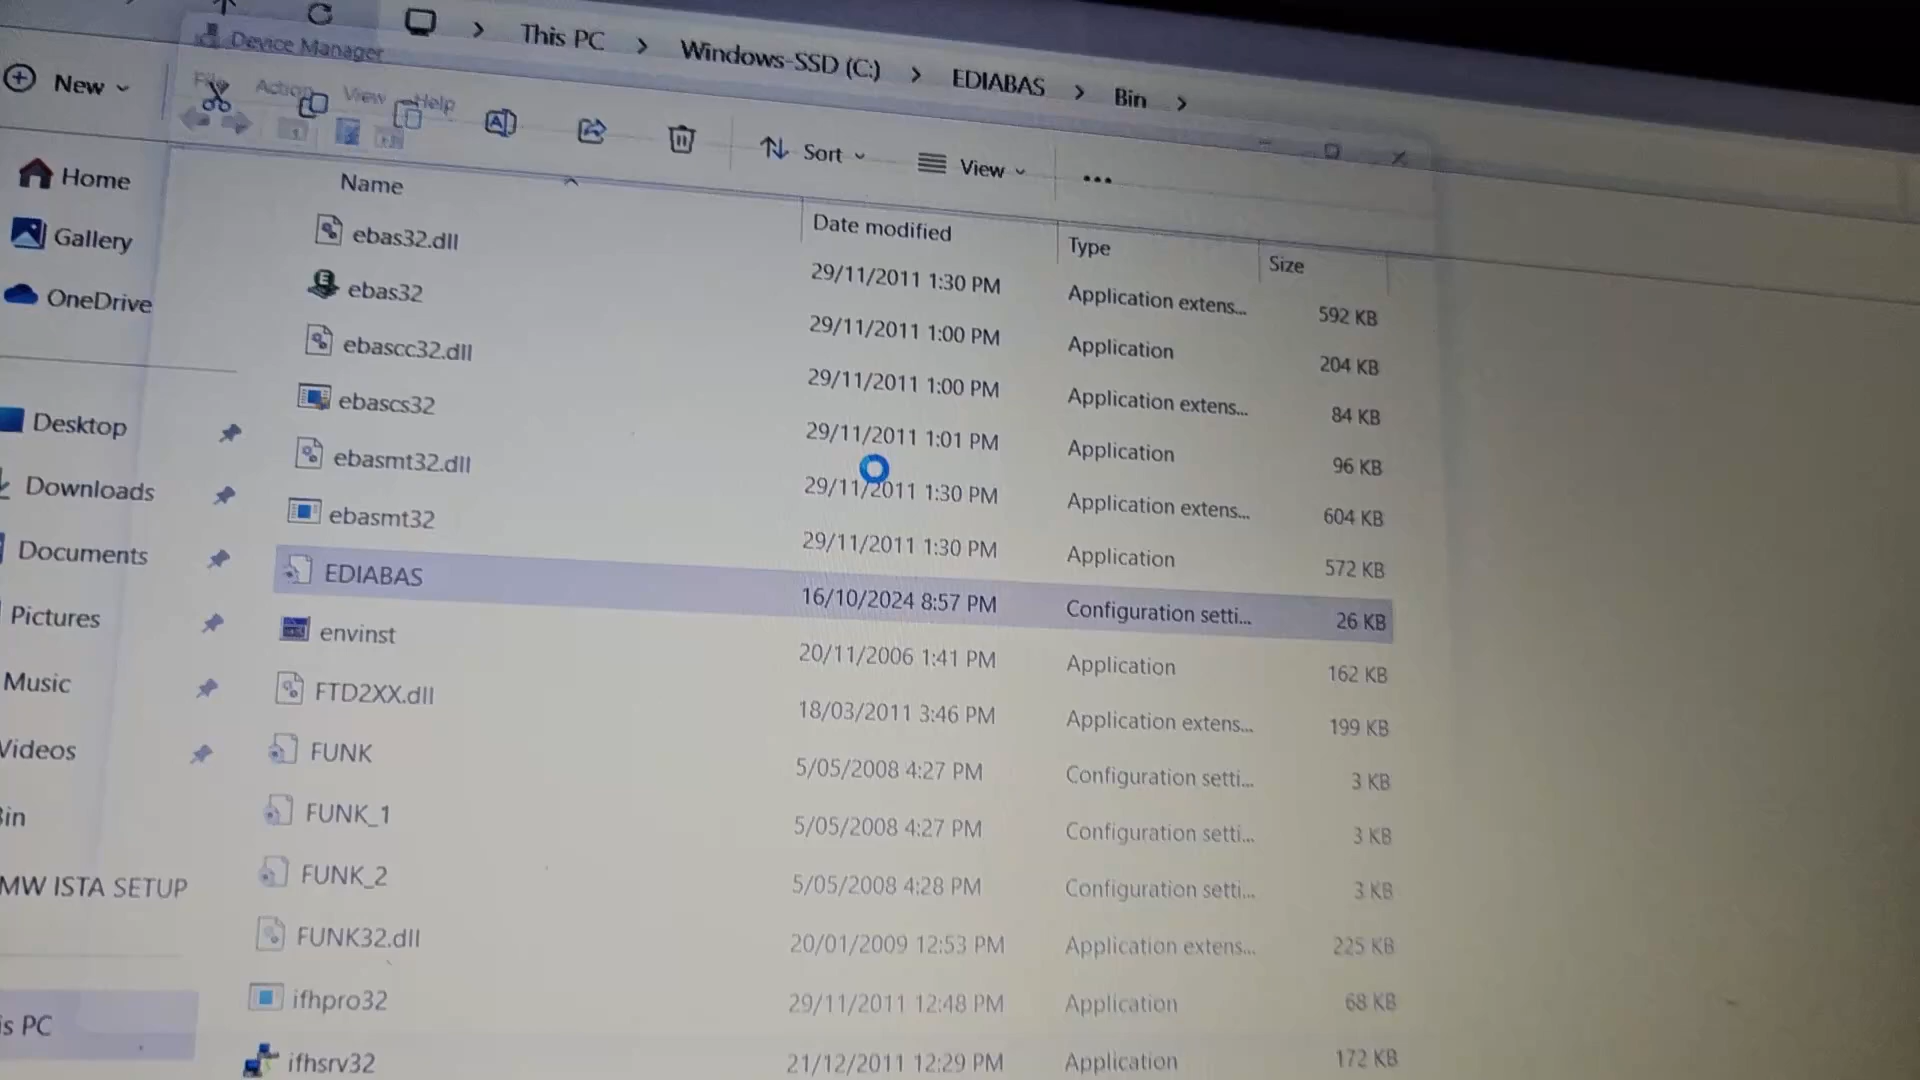 This PC > Windows-SSD (C:) > EDIABAS > Bin >
Device Manager
File Action View Help
New
Sort View ...
Home
Gallery
OneDrive
Desktop
Downloads
Documents
Pictures
Music
Videos
Bin
MW ISTA SETUP
is PC
Name Date modified Type Size
ebas32.dll 29/11/2011 1:30 PM Application extens... 592 KB
ebas32 29/11/2011 1:00 PM Application 204 KB
ebascc32.dll 29/11/2011 1:00 PM Application extens... 84 KB
ebascs32 29/11/2011 1:01 PM Application 96 KB
ebasmt32.dll 29/11/2011 1:30 PM Application extens... 604 KB
ebasmt32 29/11/2011 1:30 PM Application 572 KB
EDIABAS 16/10/2024 8:57 PM Configuration setti... 26 KB
envinst 20/11/2006 1:41 PM Application 162 KB
FTD2XX.dll 18/03/2011 3:46 PM Application extens... 199 KB
FUNK 5/05/2008 4:27 PM Configuration setti... 3 KB
FUNK_1 5/05/2008 4:27 PM Configuration setti... 3 KB
FUNK_2 5/05/2008 4:28 PM Configuration setti... 3 KB
FUNK32.dll 20/01/2009 12:53 PM Application extens... 225 KB
ifhpro32 29/11/2011 12:48 PM Application 68 KB
ifhsrv32 21/12/2011 12:29 PM Application 172 KB